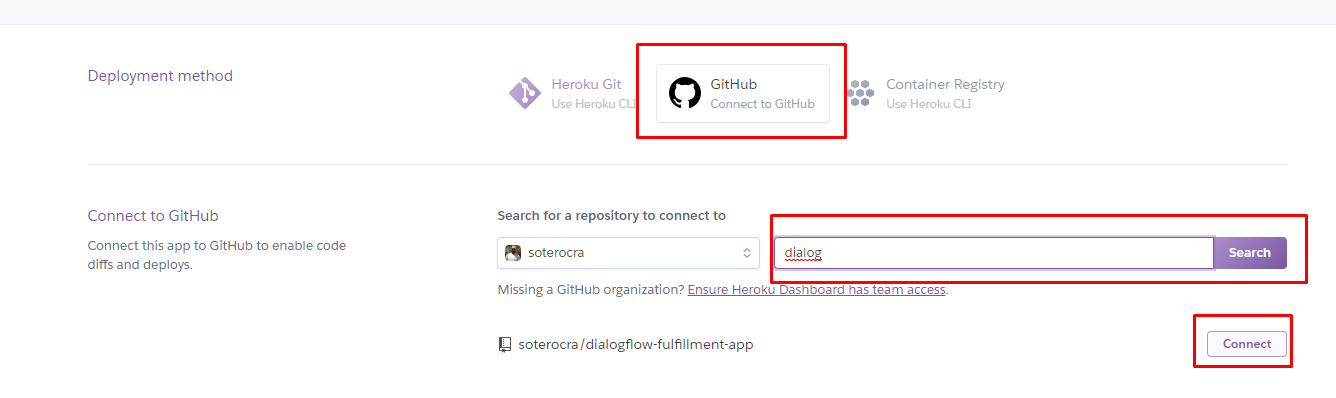 Deployment method
Heroku Git
Use Heroku CLI
GitHub
Connect to GitHub
Container Registry
Use Heroku CLI
Connect to GitHub
Connect this app to GitHub to enable code
diffs and deploys.
Search for a repository to connect to
soterocra
dialog
Search
Missing a GitHub organization? Ensure Heroku Dashboard has team access.
soterocra/dialogflow-fulfillment-app
Connect